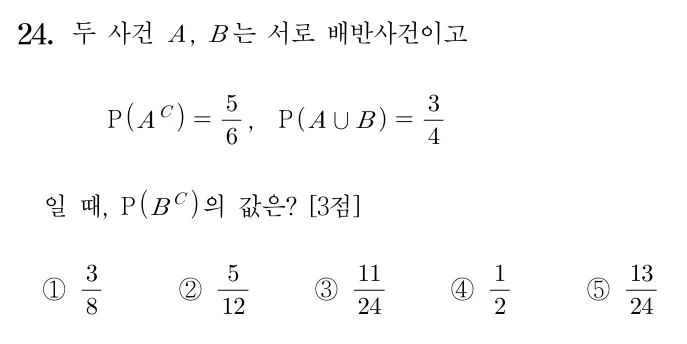 24. 두 사건 A, B는 서로 배반사건이고
P(A^C) = 5/6, P(A∪B) = 3/4
일 때, P(B^C)의 값은? [3점]
① 3/8 ② 5/12 ③ 11/24 ④ 1/2 ⑤ 13/24